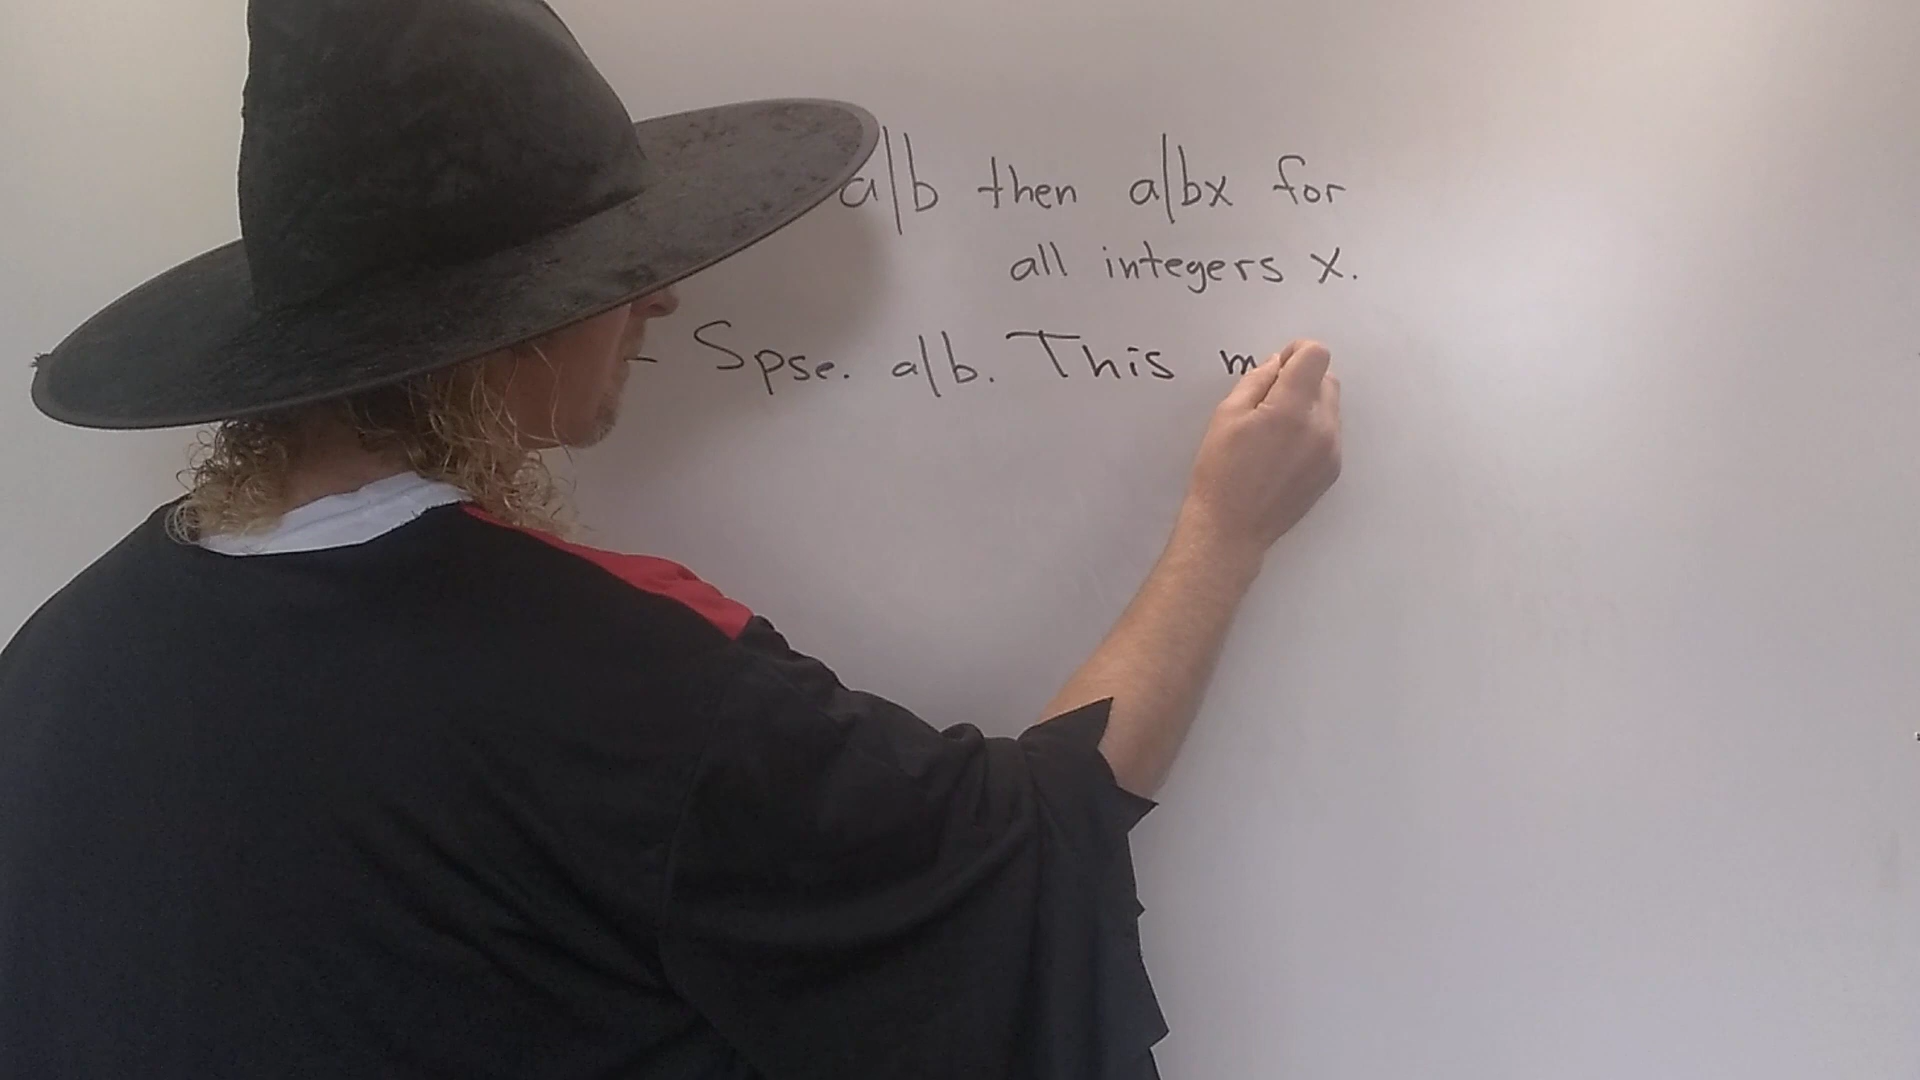 a|b then a|bx for
all integers x.
- Spse. a|b. This m